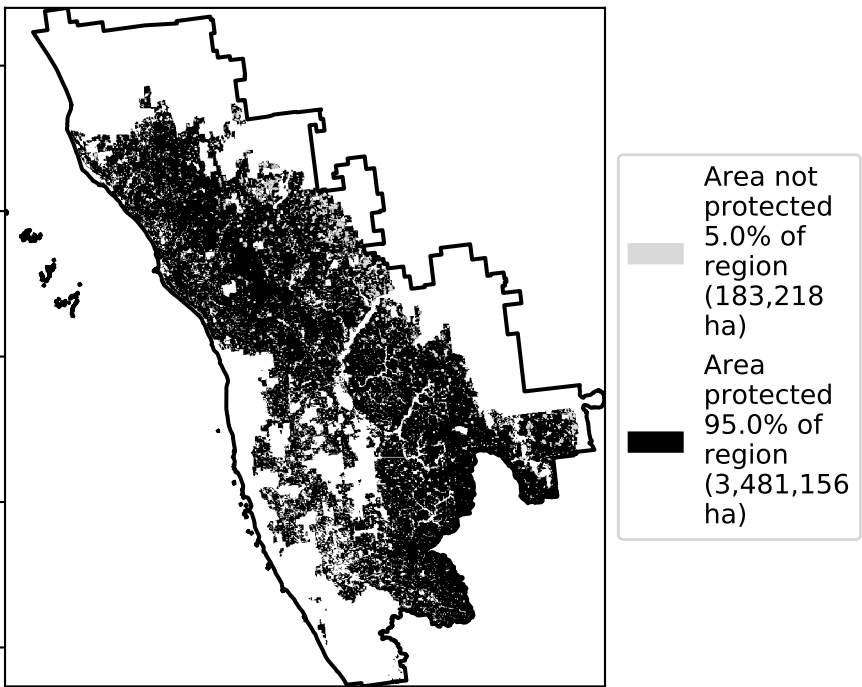 Area not
protected
5.0% of
region
(183,218
ha)
Area
protected
95.0% of
region
(3,481,156
ha)